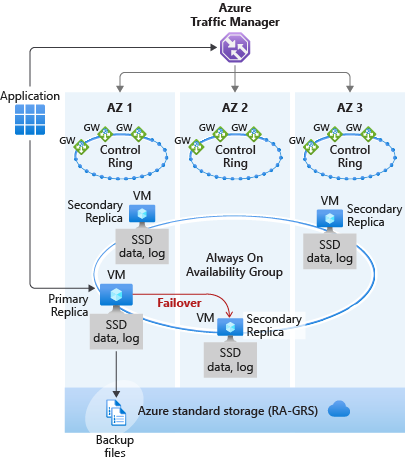 Azure
Traffic Manager
Application
AZ 1
AZ 2
AZ 3
GW
GW
GW
Control
Ring
GW
GW
GW
Control
Ring
GW
GW
GW
Control
Ring
VM
Secondary
Replica
SSD
data, log
VM
Secondary
Replica
SSD
data, log
Always On
Availability Group
VM
Primary
Replica
SSD
data, log
Failover
VM
Secondary
Replica
SSD
data, log
Azure standard storage (RA-GRS)
Backup
files